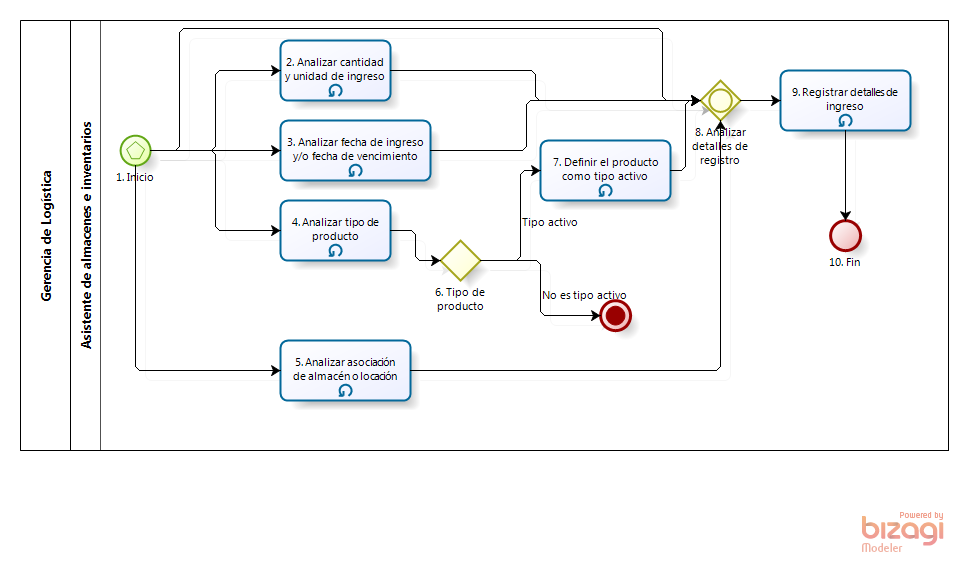 Gerencia de Logística
Asistente de almacenes e inventarios
1. Inicio
2. Analizar cantidad
y unidad de ingreso
3. Analizar fecha de ingreso
y/o fecha de vencimiento
4. Analizar tipo de
producto
5. Analizar asociación
de almacén o locación
6. Tipo de
producto
Tipo activo
No es tipo activo
7. Definir el producto
como tipo activo
8. Analizar
detalles de
registro
9. Registrar detalles de
ingreso
10. Fin
Powered by
bizagi
Modeler